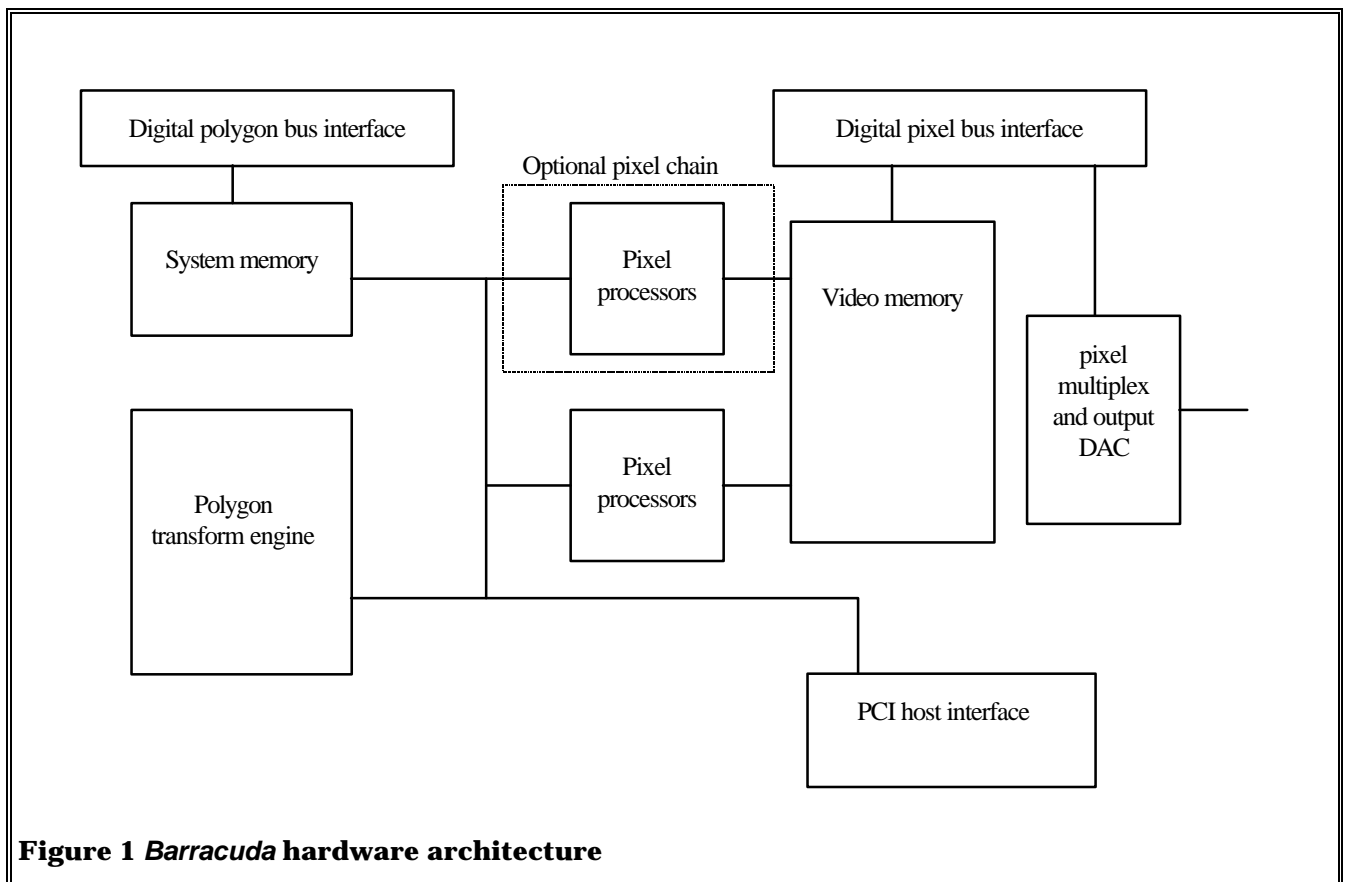 Digital polygon bus interface
Digital pixel bus interface
Optional pixel chain
System memory
Pixel
processors
Video memory
pixel
multiplex
and output
DAC
Polygon
transform engine
Pixel
processors
PCI host interface
Figure 1 Barracuda hardware architecture